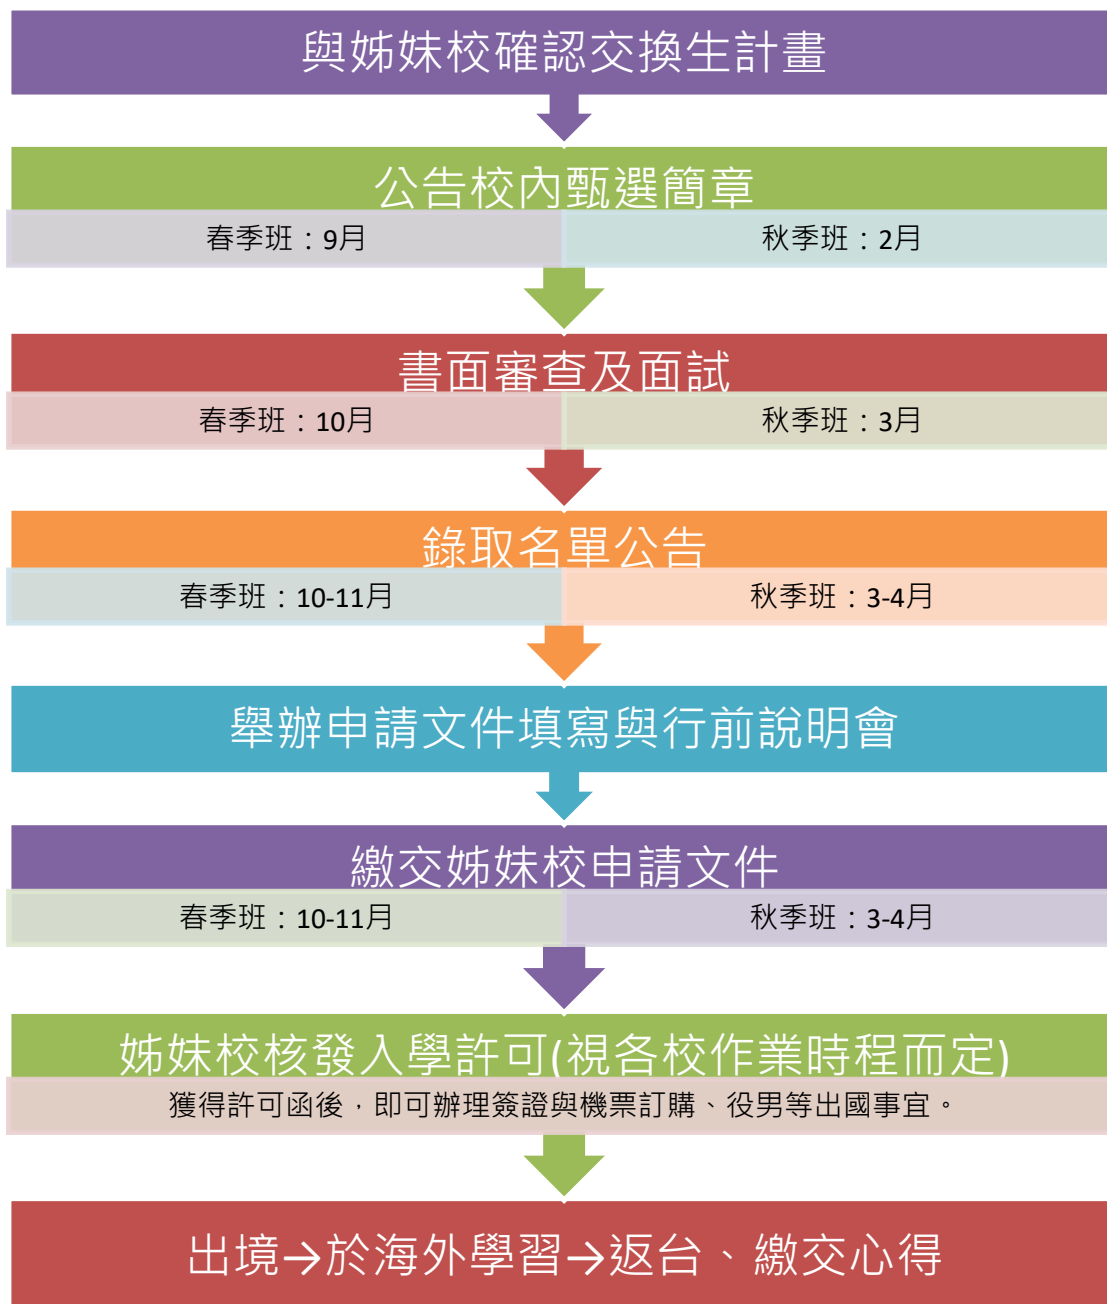 與姊妹校確認交換生計畫
公告校內甄選簡章
春季班：9月
秋季班：2月
書面審查及面試
春季班：10月
秋季班：3月
錄取名單公告
春季班：10-11月
秋季班：3-4月
舉辦申請文件填寫與行前說明會
繳交姊妹校申請文件
春季班：10-11月
秋季班：3-4月
姊妹校核發入學許可(視各校作業時程而定)
獲得許可函後，即可辦理簽證與機票訂購、役男等出國事宜。
出境→於海外學習→返台、繳交心得